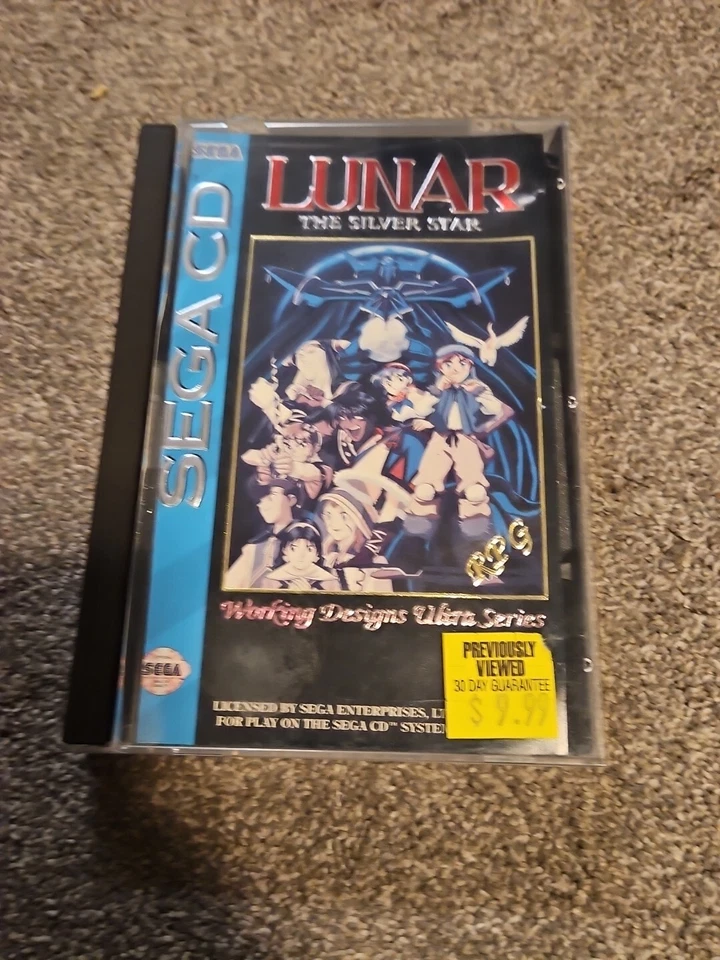 SEGA
SEGA CD
LUNAR
THE SILVER STAR
RPG
Working Designs Ultra Series
PREVIOUSLY
VIEWED
30 DAY GUARANTEE
$ 9.99
SEGA
LICENSED BY SEGA ENTERPRISES,
FOR PLAY ON THE SEGA CD™